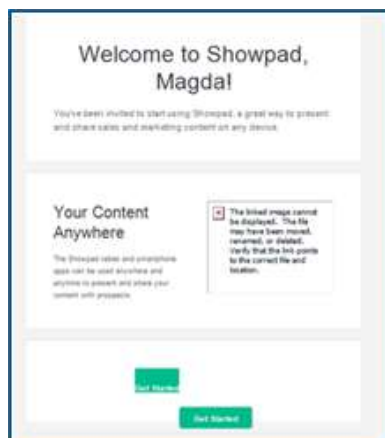 Welcome to Showpad,
Magda!
You've been invited to start using Showpad, a great way to present
and share sales and marketing content on any device.
Your Content
Anywhere
The Showpad tablet and smartphone
apps can be used anywhere and
anytime to present and share your
content with prospects.
The linked image cannot
be displayed. The file
may have been moved,
renamed, or deleted.
Verify that the link points
to the correct file and
location.
Get Started
Get Started